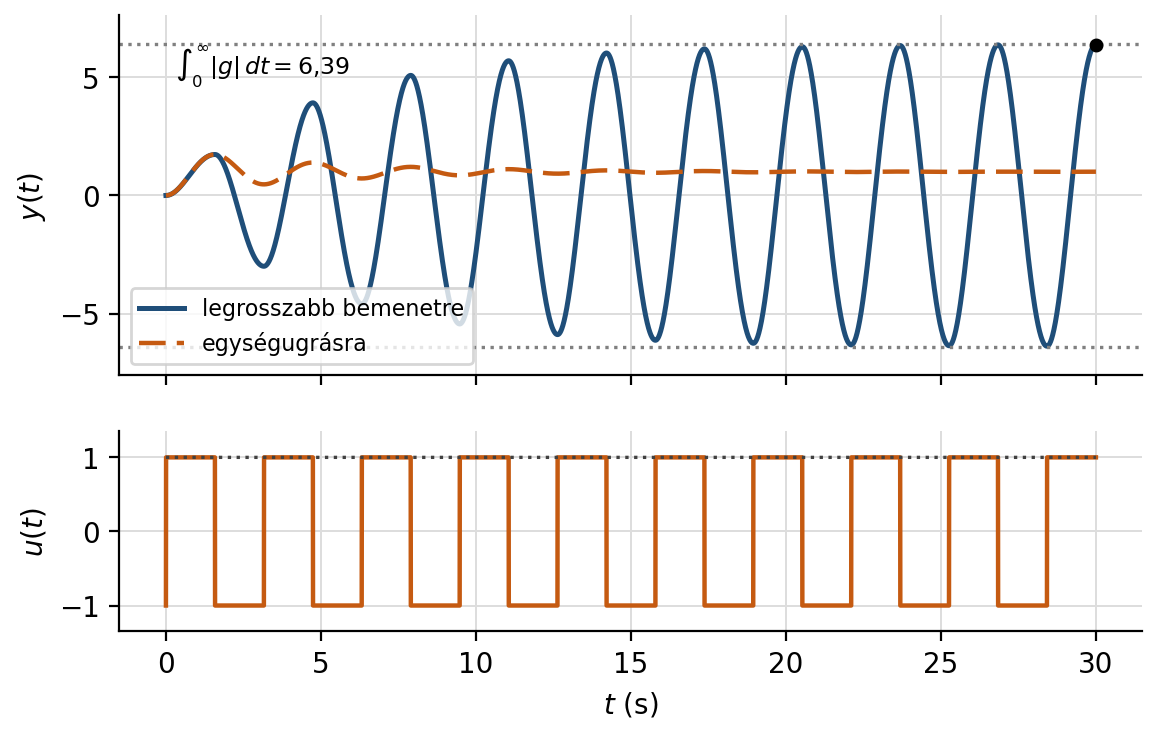 ∫₀^∞ |g| dt = 6,39
5
0
−5
y(t)
legrosszabb bemenetre
egységugrásra
1
0
−1
u(t)
0 5 10 15 20 25 30
t (s)